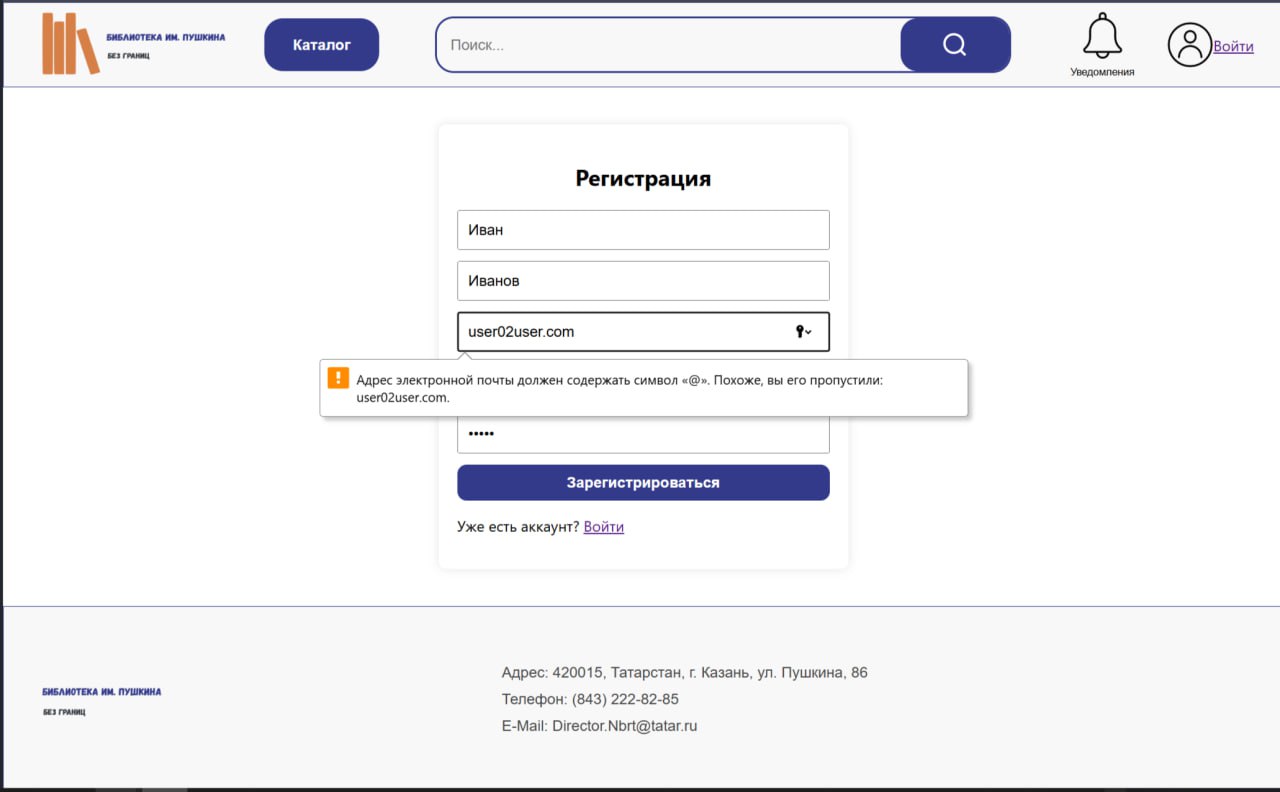 БИБЛИОТЕКА ИМ. ПУШКИНА
БЕЗ ГРАНИЦ
Каталог
Поиск...
Уведомления
Войти
Регистрация
Иван
Иванов
user02user.com
Адрес электронной почты должен содержать символ «@». Похоже, вы его пропустили:
user02user.com.
•••••
Зарегистрироваться
Уже есть аккаунт? Войти
БИБЛИОТЕКА ИМ. ПУШКИНА
БЕЗ ГРАНИЦ
Адрес: 420015, Татарстан, г. Казань, ул. Пушкина, 86
Телефон: (843) 222-82-85
E-Mail: Director.Nbrt@tatar.ru